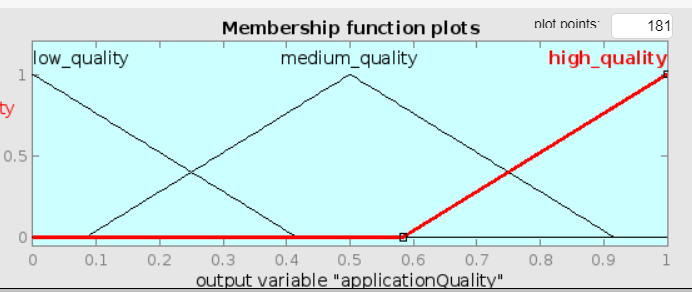 Membership function plots
plot points:
181
low_quality
medium_quality
high_quality
1
ty
0.5
0
0 0.1 0.2 0.3 0.4 0.5 0.6 0.7 0.8 0.9 1
output variable "applicationQuality"